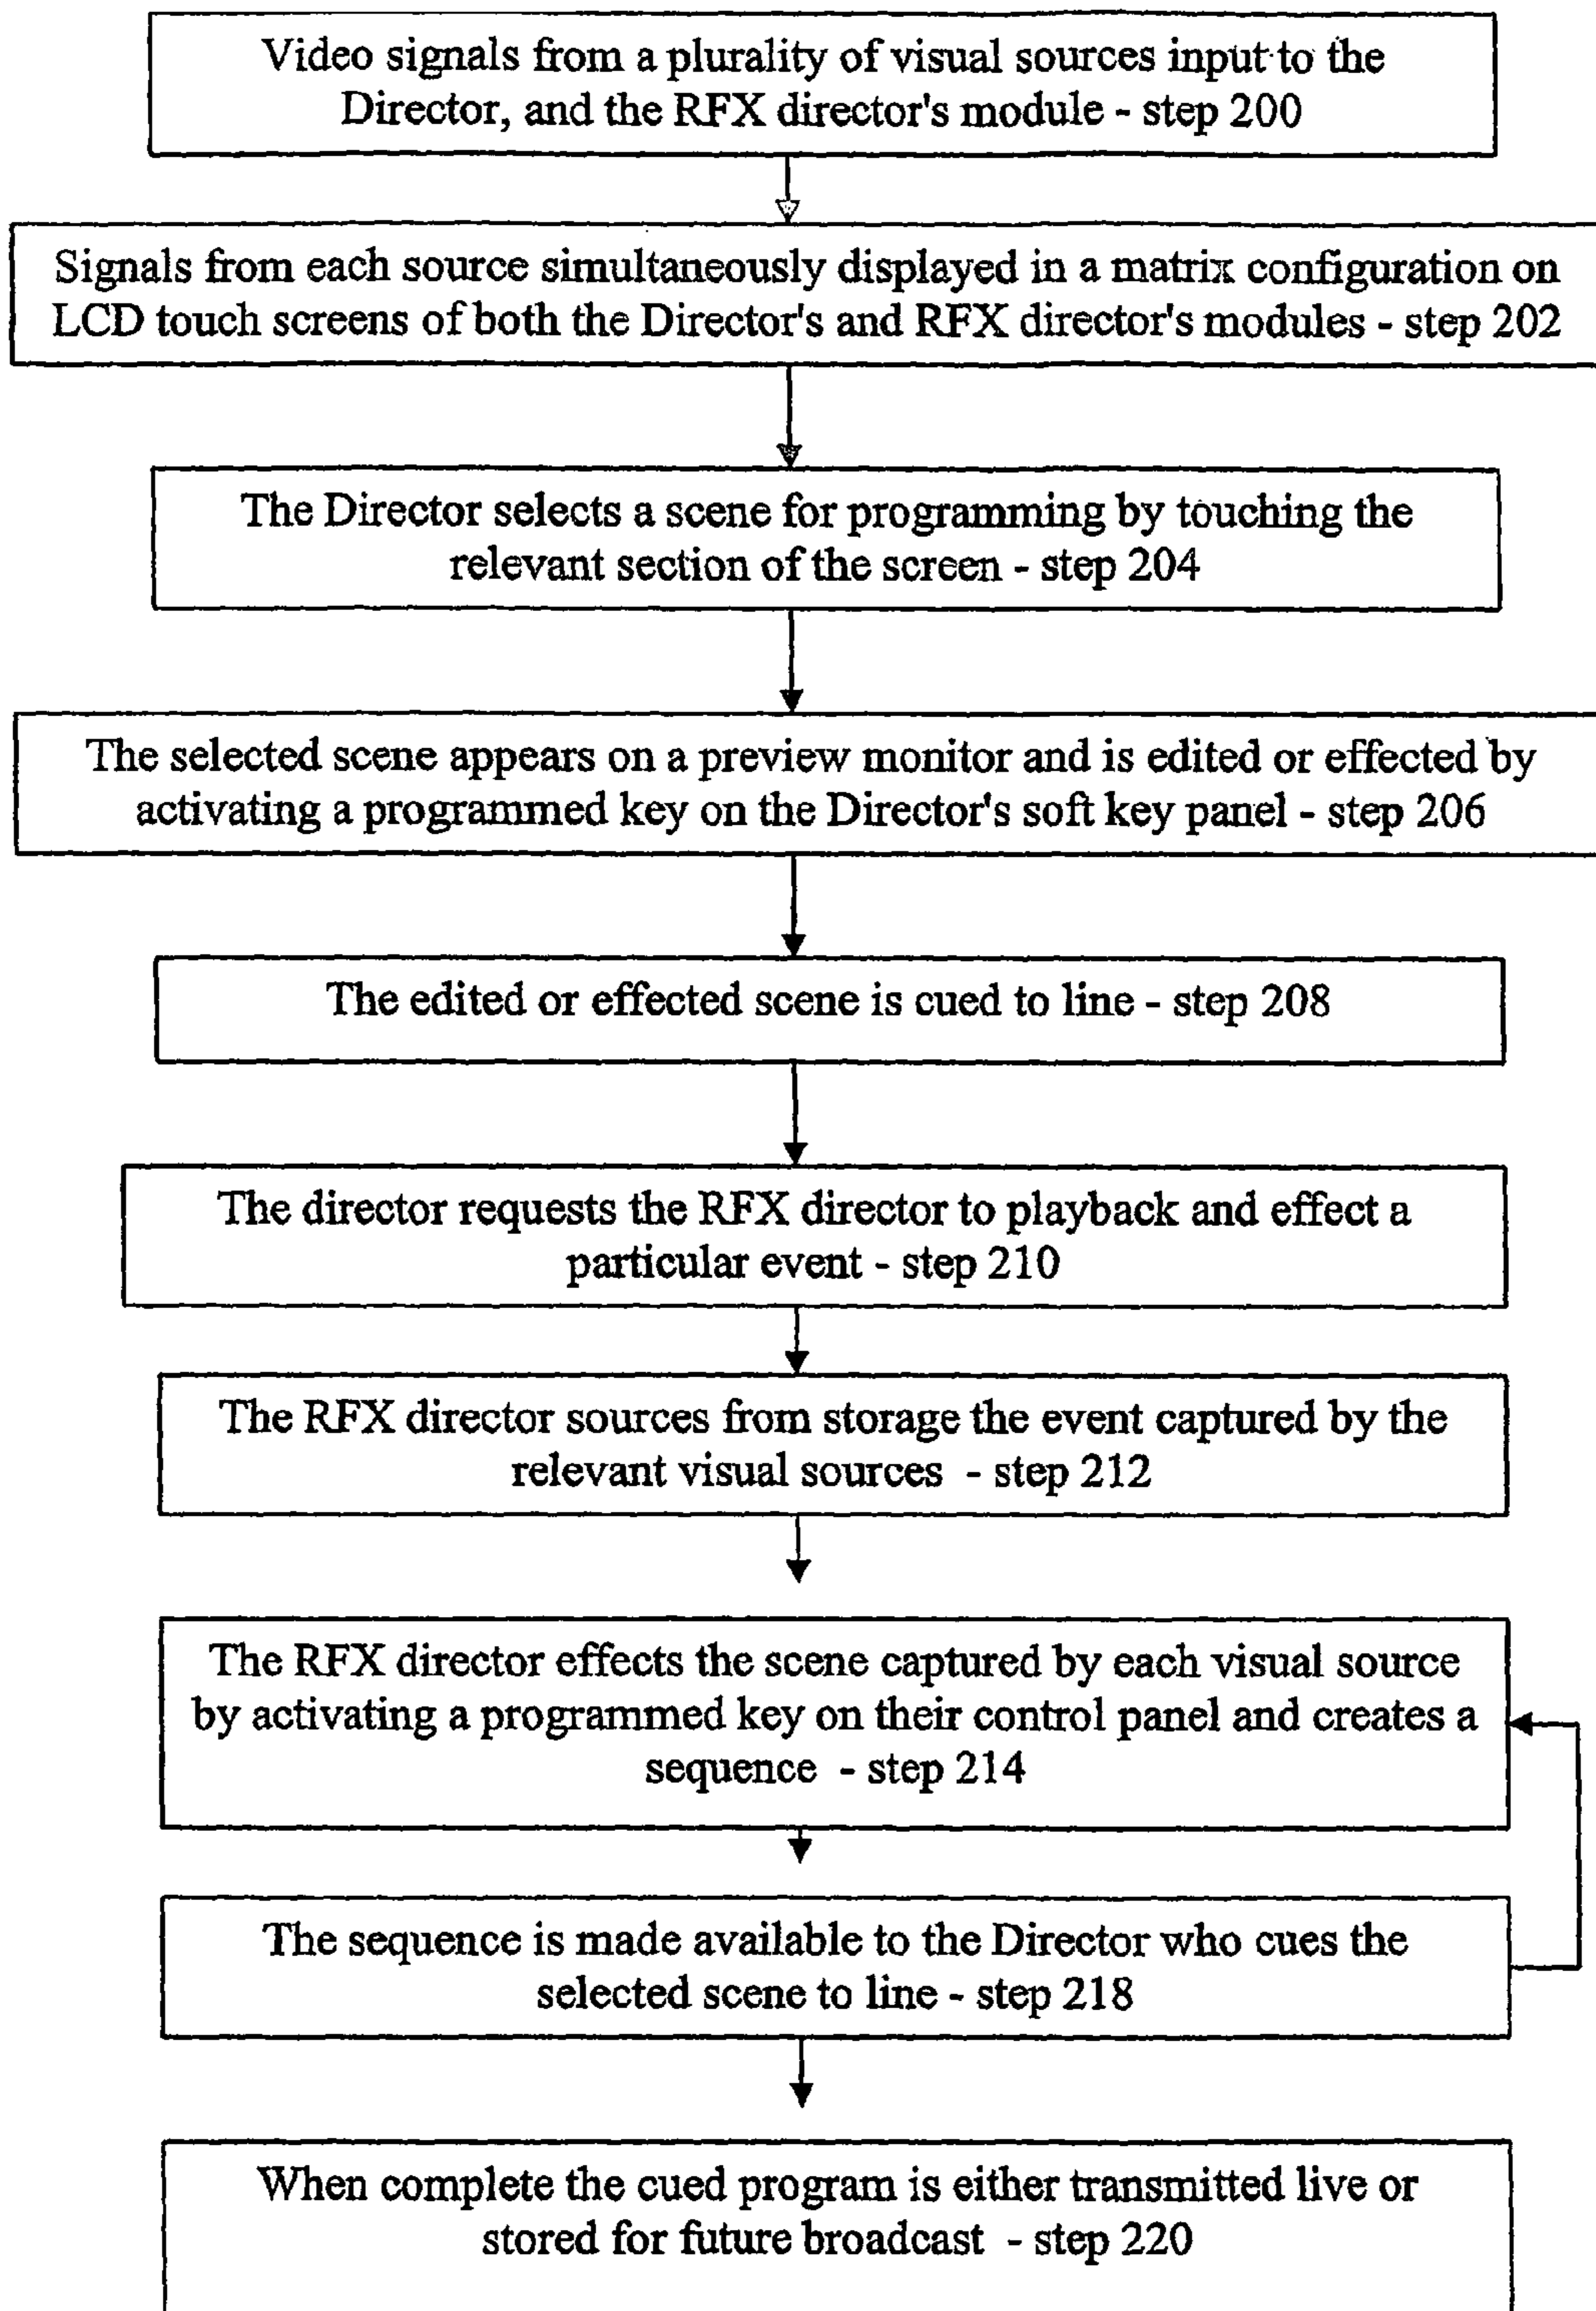 Video signals from a plurality of visual sources input to the
Director, and the RFX director's module - step 200
Signals from each source simultaneously displayed in a matrix configuration on
LCD touch screens of both the Director's and RFX director's modules - step 202
The Director selects a scene for programming by touching the
relevant section of the screen - step 204
The selected scene appears on a preview monitor and is edited or effected by
activating a programmed key on the Director's soft key panel - step 206
The edited or effected scene is cued to line - step 208
The director requests the RFX director to playback and effect a
particular event - step 210
The RFX director sources from storage the event captured by the
relevant visual sources - step 212
The RFX director effects the scene captured by each visual source
by activating a programmed key on their control panel and creates a
sequence - step 214
The sequence is made available to the Director who cues the
selected scene to line - step 218
When complete the cued program is either transmitted live or
stored for future broadcast - step 220